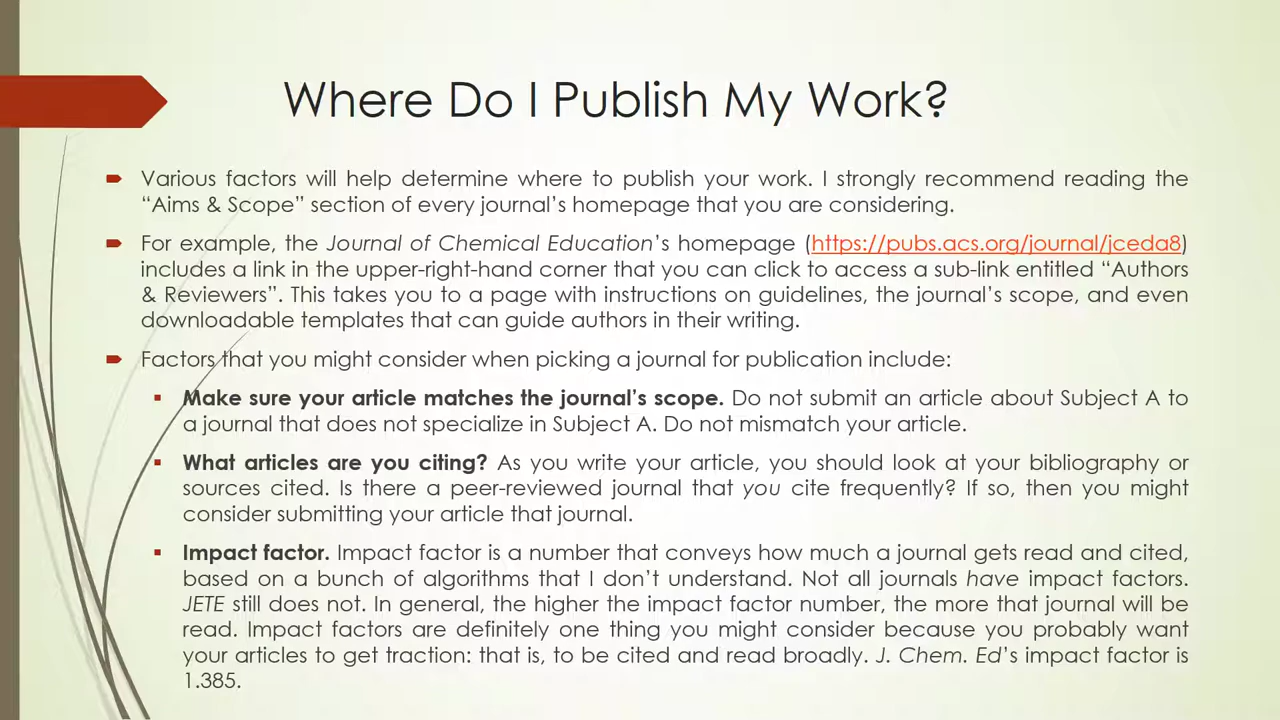 Where Do I Publish My Work?
Various factors will help determine where to publish your work. I strongly recommend reading the
“Aims & Scope” section of every journal’s homepage that you are considering.
For example, the Journal of Chemical Education’s homepage (https://pubs.acs.org/journal/jceda8)
includes a link in the upper-right-hand corner that you can click to access a sub-link entitled “Authors
& Reviewers”. This takes you to a page with instructions on guidelines, the journal’s scope, and even
downloadable templates that can guide authors in their writing.
Factors that you might consider when picking a journal for publication include:
Make sure your article matches the journal’s scope. Do not submit an article about Subject A to
a journal that does not specialize in Subject A. Do not mismatch your article.
What articles are you citing? As you write your article, you should look at your bibliography or
sources cited. Is there a peer-reviewed journal that you cite frequently? If so, then you might
consider submitting your article that journal.
Impact factor. Impact factor is a number that conveys how much a journal gets read and cited,
based on a bunch of algorithms that I don’t understand. Not all journals have impact factors.
JETE still does not. In general, the higher the impact factor number, the more that journal will be
read. Impact factors are definitely one thing you might consider because you probably want
your articles to get traction: that is, to be cited and read broadly. J. Chem. Ed’s impact factor is
1.385.